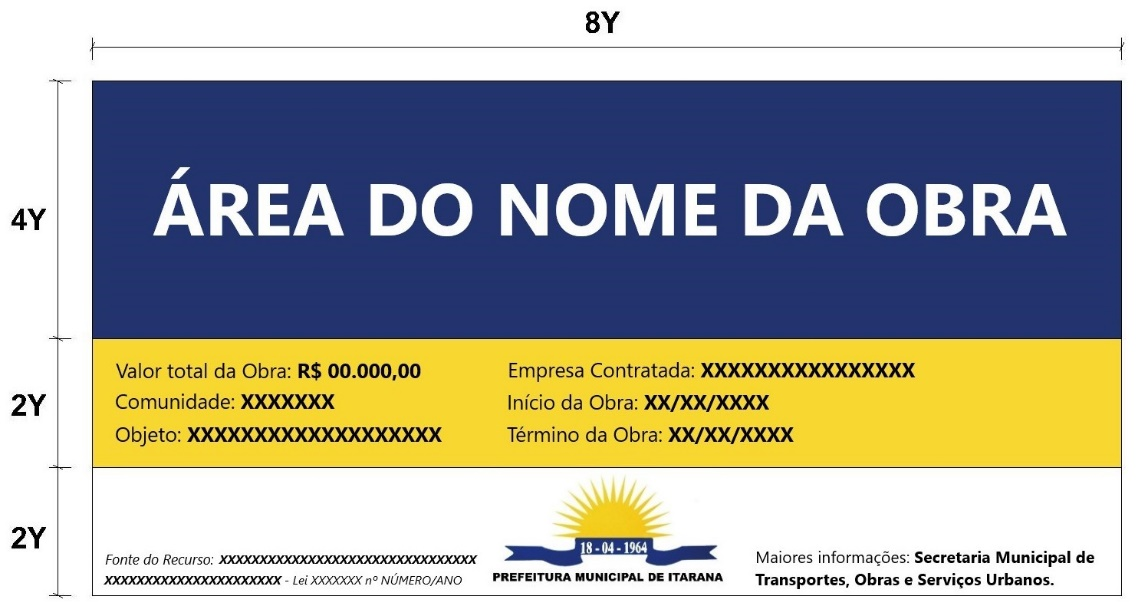 8Y
4Y
ÁREA DO NOME DA OBRA
2Y
Valor total da Obra: R$ 00.000,00
Comunidade: XXXXXXX
Objeto: XXXXXXXXXXXXXXXXXXX
Empresa Contratada: XXXXXXXXXXXXXXXX
Início da Obra: XX/XX/XXXX
Término da Obra: XX/XX/XXXX
2Y
Fonte do Recurso: XXXXXXXXXXXXXXXXXXXXXXXXXXXXXXXX
XXXXXXXXXXXXXXXXXXXXXX - Lei XXXXXXX nº NÚMERO/ANO
18 - 04 - 1964
PREFEITURA MUNICIPAL DE ITARANA
Maiores informações: Secretaria Municipal de
Transportes, Obras e Serviços Urbanos.